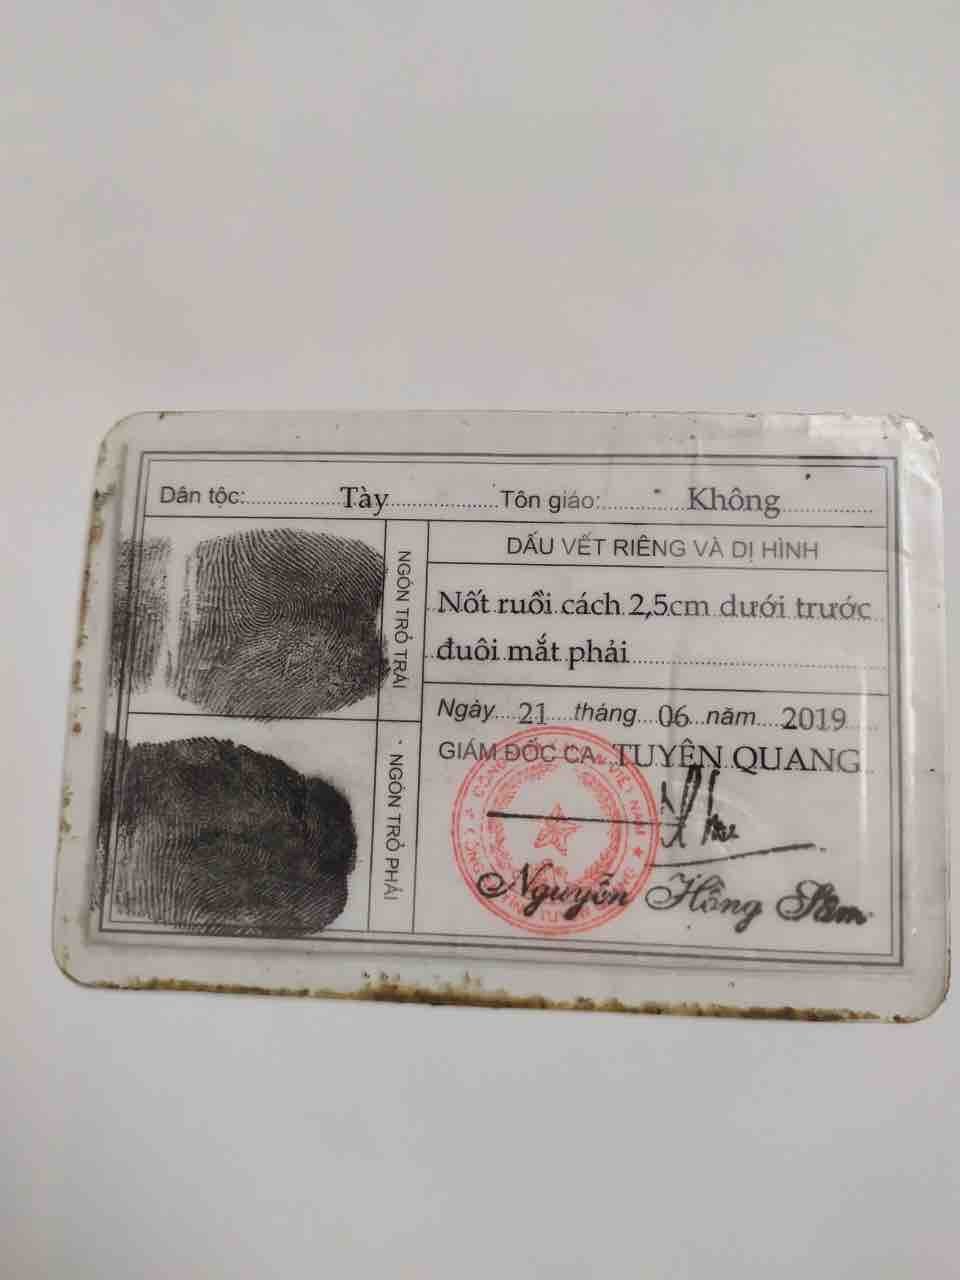 Dân tộc: Tày Tôn giáo: Không
NGÓN TRỎ TRÁI
NGÓN TRỎ PHẢI
DẤU VẾT RIÊNG VÀ DỊ HÌNH
Nốt ruồi cách 2,5cm dưới trước
đuôi mắt phải
Ngày 21 tháng 06 năm 2019
GIÁM ĐỐC CA TUYÊN QUANG
Nguyễn Hồng Sâm